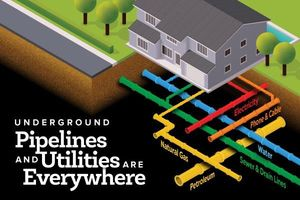 UNDERGROUND
Pipelines
AND Utilities ARE
Everywhere
Electricity
Phone & Cable
Water
Natural Gas
Sewer & Drain Lines
Petroleum